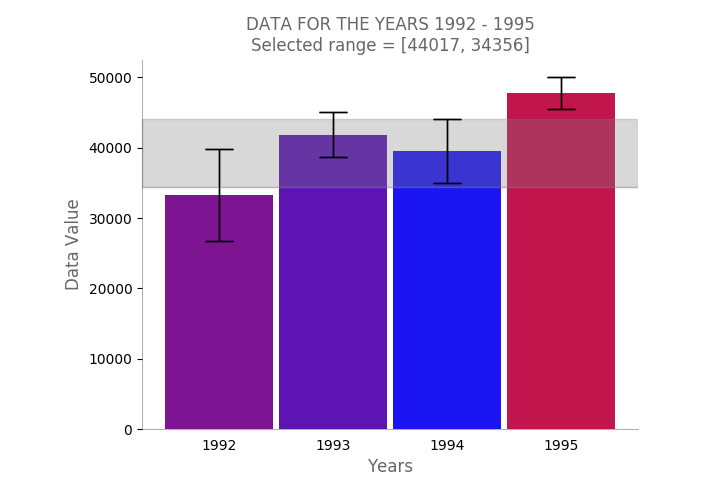 DATA FOR THE YEARS 1992 - 1995
Selected range = [44017, 34356]
50000
40000
30000
20000
10000
0
Data Value
1992 1993 1994 1995
Years